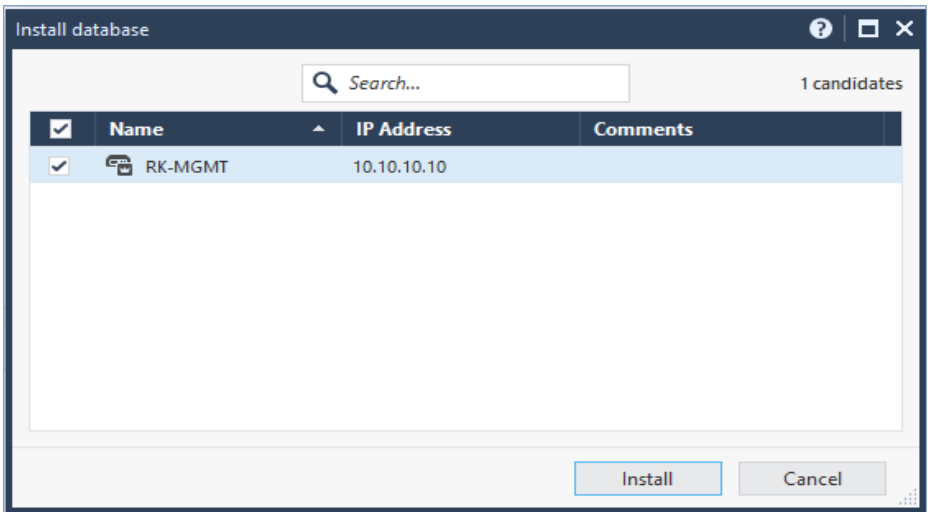 Install database
Search...
1 candidates
Name IP Address Comments
RK-MGMT 10.10.10.10
Install Cancel